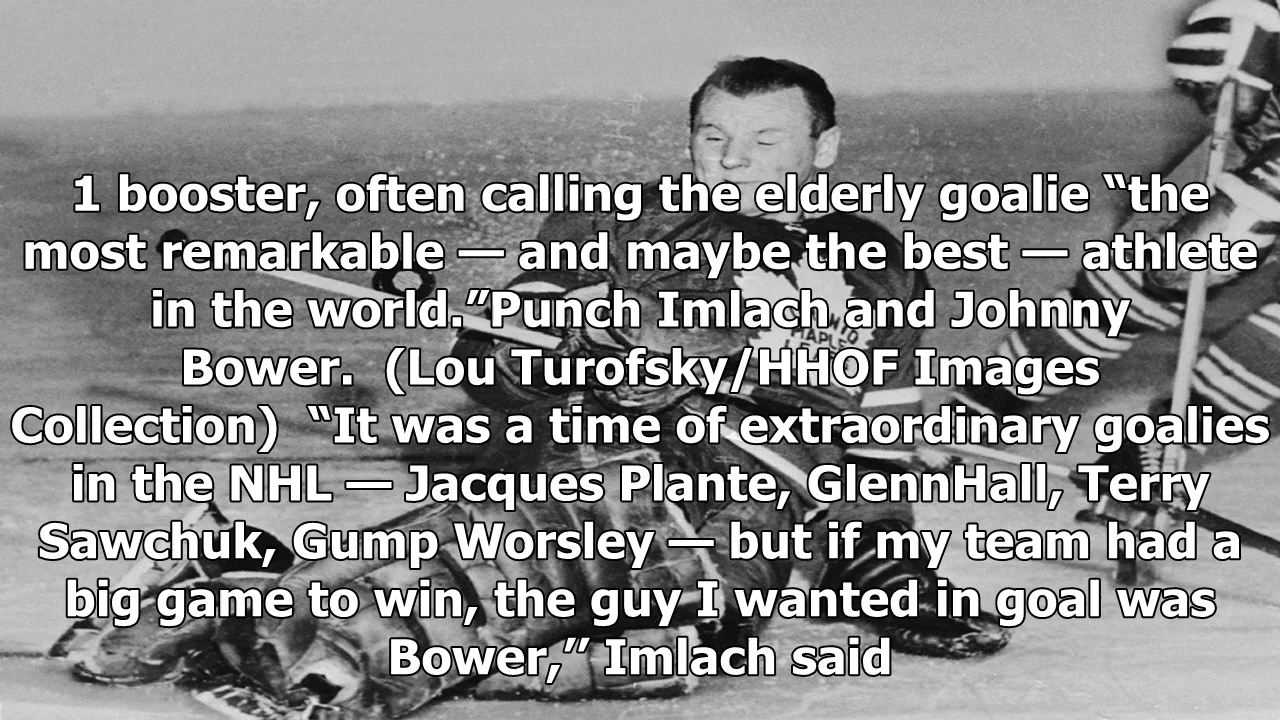 1 booster, often calling the elderly goalie “the
most remarkable — and maybe the best — athlete
in the world.”Punch Imlach and Johnny
Bower.  (Lou Turofsky/HHOF Images
Collection)  “It was a time of extraordinary goalies
in the NHL — Jacques Plante, GlennHall, Terry
Sawchuk, Gump Worsley — but if my team had a
big game to win, the guy I wanted in goal was
Bower,” Imlach said
MAPLE